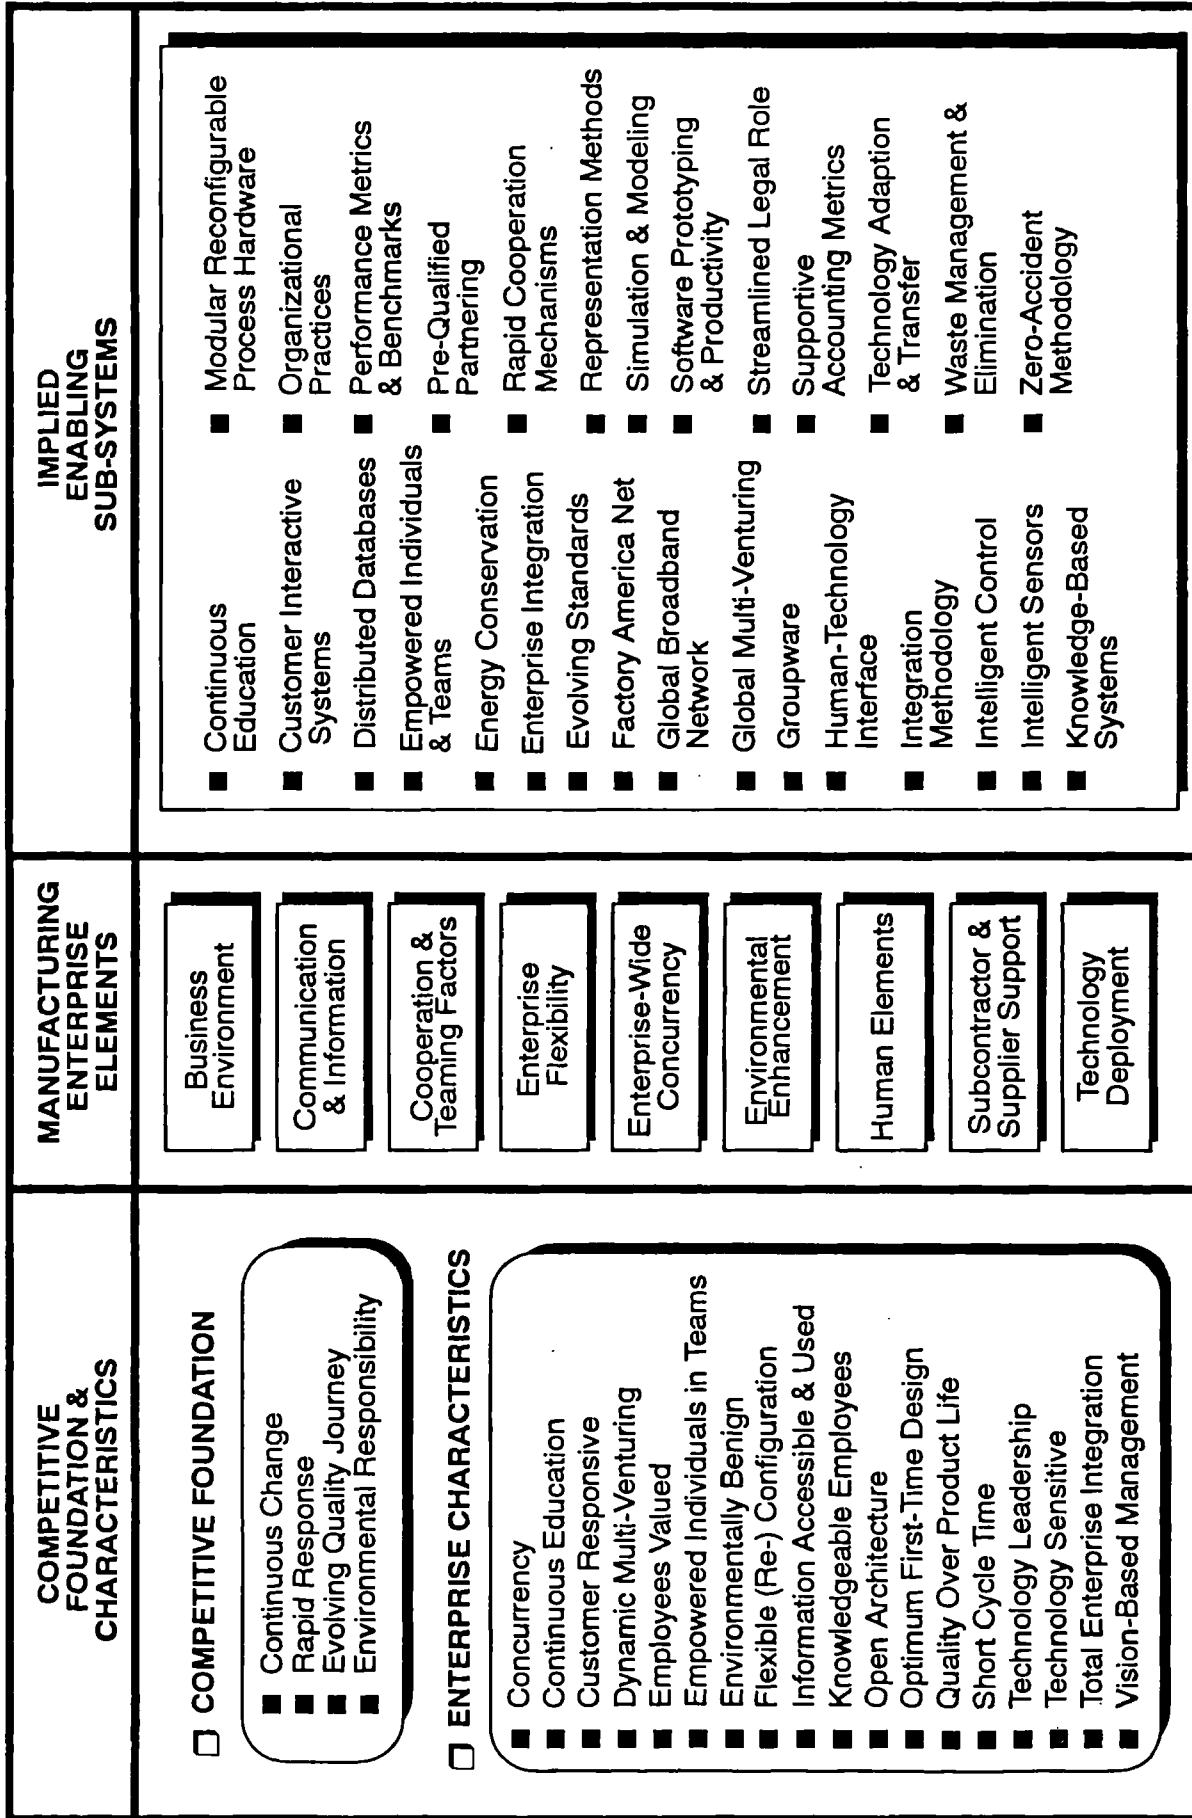 COMPETITIVE
FOUNDATION &
CHARACTERISTICS
MANUFACTURING
ENTERPRISE
ELEMENTS
IMPLIED
ENABLING
SUB-SYSTEMS
COMPETITIVE FOUNDATION
Continuous Change
Rapid Response
Evolving Quality Journey
Environmental Responsibility
ENTERPRISE CHARACTERISTICS
Concurrency
Continuous Education
Customer Responsive
Dynamic Multi-Venturing
Employees Valued
Empowered Individuals in Teams
Environmentally Benign
Flexible (Re-) Configuration
Information Accessible & Used
Knowledgeable Employees
Open Architecture
Optimum First-Time Design
Quality Over Product Life
Short Cycle Time
Technology Leadership
Technology Sensitive
Total Enterprise Integration
Vision-Based Management
Business
Environment
Communication
& Information
Cooperation &
Teaming Factors
Enterprise
Flexibility
Enterprise-Wide
Concurrency
Environmental
Enhancement
Human Elements
Subcontractor &
Supplier Support
Technology
Deployment
Continuous
Education
Customer Interactive
Systems
Distributed Databases
Empowered Individuals
& Teams
Energy Conservation
Enterprise Integration
Evolving Standards
Factory America Net
Global Broadband
Network
Global Multi-Venturing
Groupware
Human-Technology
Interface
Integration
Methodology
Intelligent Control
Intelligent Sensors
Knowledge-Based
Systems
Modular Reconfigurable
Process Hardware
Organizational
Practices
Performance Metrics
& Benchmarks
Pre-Qualified
Partnering
Rapid Cooperation
Mechanisms
Representation Methods
Simulation & Modeling
Software Prototyping
& Productivity
Streamlined Legal Role
Supportive
Accounting Metrics
Technology Adaption
& Transfer
Waste Management &
Elimination
Zero-Accident
Methodology